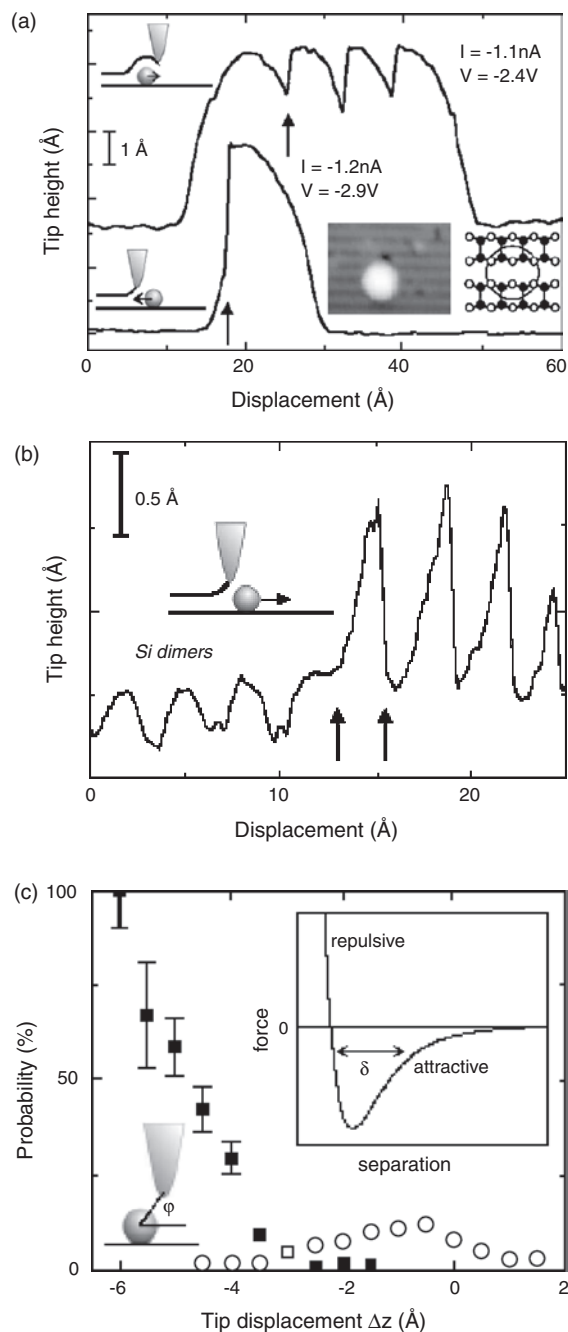 (a)
I = -1.1nA
V = -2.4V
1 Å
I = -1.2nA
V = -2.9V
Tip height (Å)
0 20 40 60
Displacement (Å)
(b)
0.5 Å
Tip height (Å)
Si dimers
0 10 20
Displacement (Å)
(c)
100
repulsive
0
force
δ
attractive
separation
Probability (%)
50
φ
0
-6 -4 -2 0 2
Tip displacement Δz (Å)